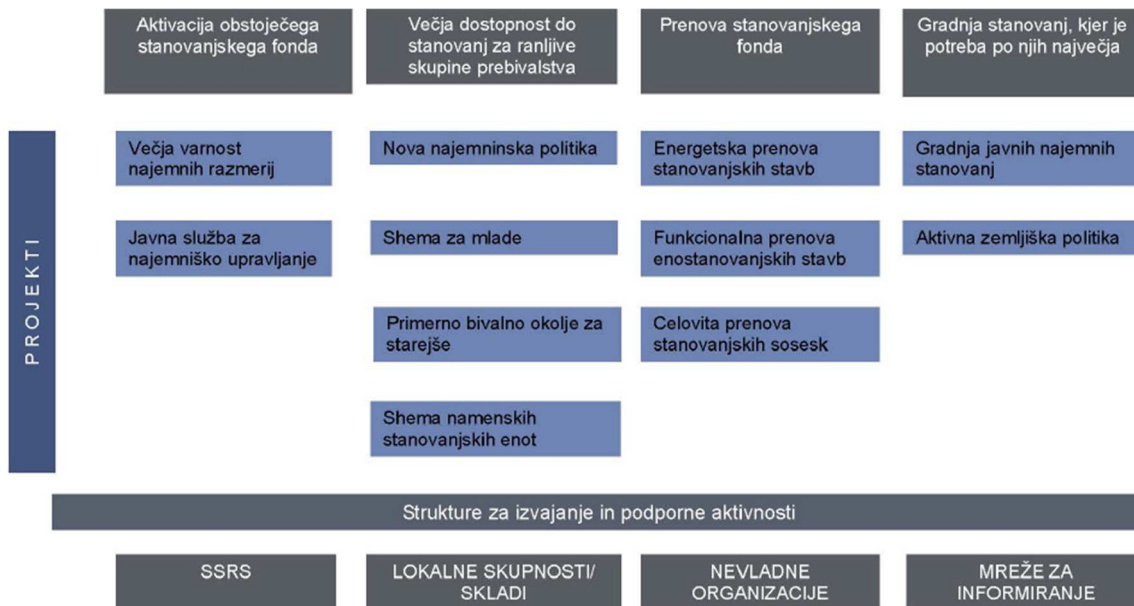 Aktivacija obstoječega
stanovanjskega fonda
Večja dostopnost do
stanovanj za ranljive
skupine prebivalstva
Prenova stanovanjskega
fonda
Gradnja stanovanj, kjer je
potreba po njih največja
PROJEKTI
Večja varnost
najemnih razmerij
Nova najemninska politika
Energetska prenova
stanovanjskih stavb
Gradnja javnih najemnih
stanovanj
Javna služba za
najemniško upravljanje
Shema za mlade
Funkcionalna prenova
enostanovanjskih stavb
Aktivna zemljiška politika
Primerno bivalno okolje za
starejše
Celovita prenova
stanovanjskih sosesk
Shema namenskih
stanovanjskih enot
Strukture za izvajanje in podporne aktivnosti
SSRS
LOKALNE SKUPNOSTI/
SKLADI
NEVLADNE
ORGANIZACIJE
MREŽE ZA
INFORMIRANJE